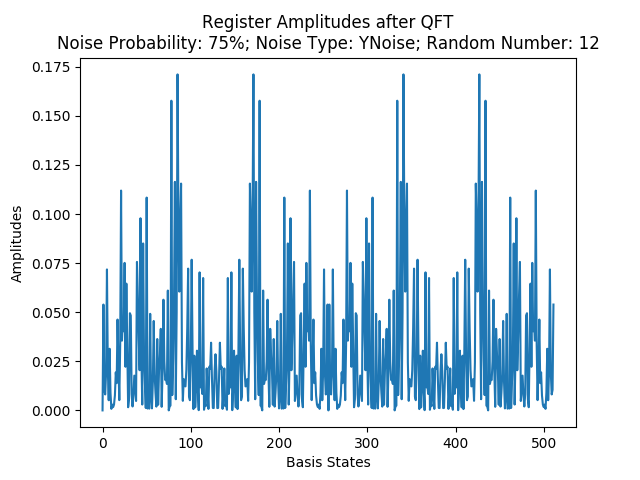 Register Amplitudes after QFT
Noise Probability: 75%; Noise Type: YNoise; Random Number: 12
0.175
0.150
0.125
0.100
0.075
0.050
0.025
0.000
Amplitudes
0 100 200 300 400 500
Basis States